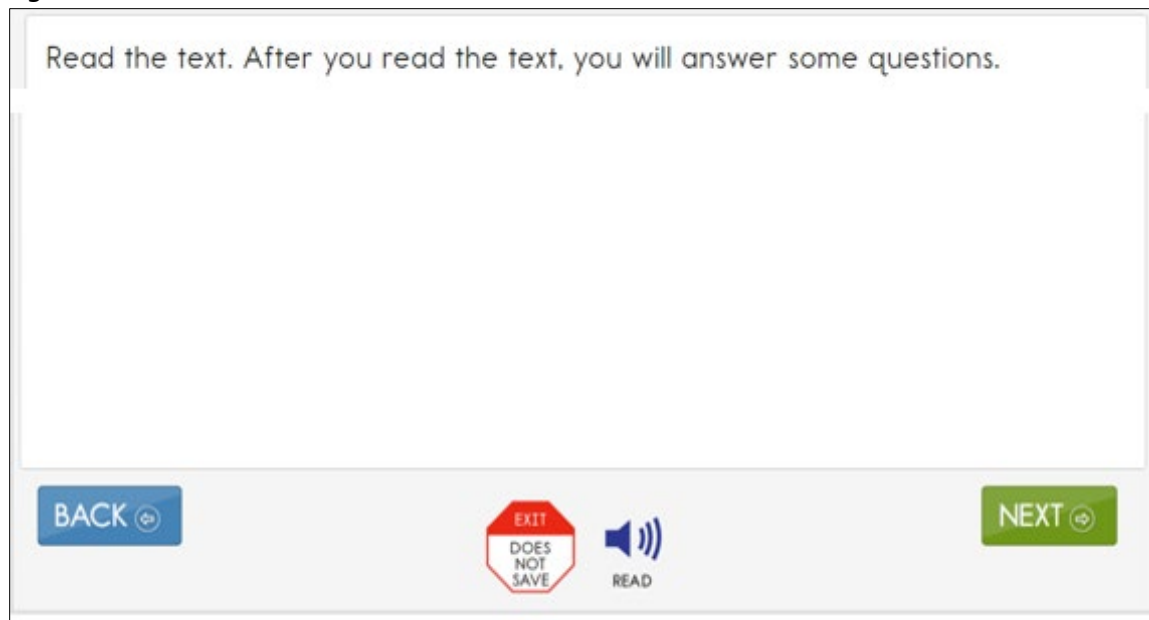 Read the text. After you read the text, you will answer some questions.
BACK
EXIT
DOES
NOT
SAVE
READ
NEXT